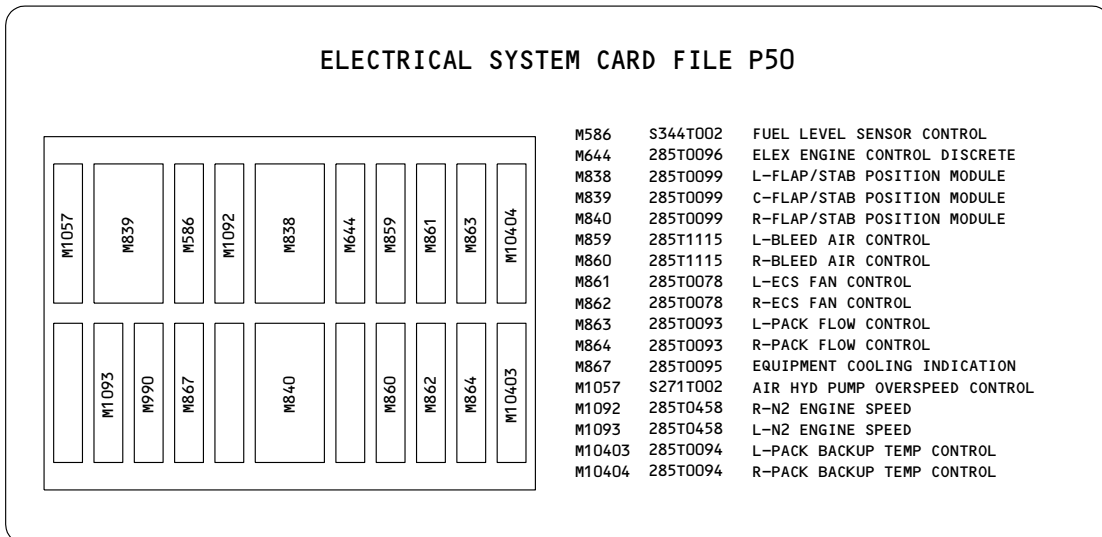 ELECTRICAL SYSTEM CARD FILE P50
M1057 M839 M586 M1092 M838 M644 M859 M861 M863 M10404
M1093 M990 M867 M840 M860 M862 M864 M10403
M586 S344T002 FUEL LEVEL SENSOR CONTROL
M644 285T0096 ELEX ENGINE CONTROL DISCRETE
M838 285T0099 L-FLAP/STAB POSITION MODULE
M839 285T0099 C-FLAP/STAB POSITION MODULE
M840 285T0099 R-FLAP/STAB POSITION MODULE
M859 285T1115 L-BLEED AIR CONTROL
M860 285T1115 R-BLEED AIR CONTROL
M861 285T0078 L-ECS FAN CONTROL
M862 285T0078 R-ECS FAN CONTROL
M863 285T0093 L-PACK FLOW CONTROL
M864 285T0093 R-PACK FLOW CONTROL
M867 285T0095 EQUIPMENT COOLING INDICATION
M1057 S271T002 AIR HYD PUMP OVERSPEED CONTROL
M1092 285T0458 R-N2 ENGINE SPEED
M1093 285T0458 L-N2 ENGINE SPEED
M10403 285T0094 L-PACK BACKUP TEMP CONTROL
M10404 285T0094 R-PACK BACKUP TEMP CONTROL